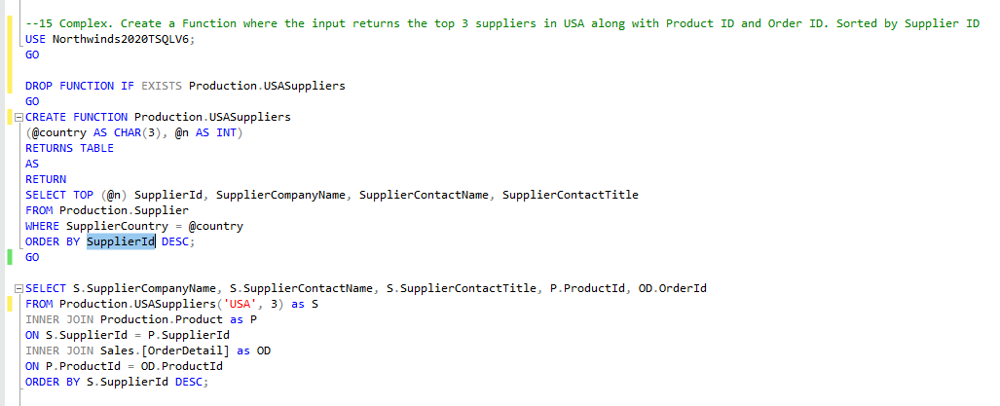 --15 Complex. Create a Function where the input returns the top 3 suppliers in USA along with Product ID and Order ID. Sorted by Supplier ID
USE Northwinds2020TSQLV6;
GO
DROP FUNCTION IF EXISTS Production.USASuppliers
GO
CREATE FUNCTION Production.USASuppliers
(@country AS CHAR(3), @n AS INT)
RETURNS TABLE
AS
RETURN
SELECT TOP (@n) SupplierId, SupplierCompanyName, SupplierContactName, SupplierContactTitle
FROM Production.Supplier
WHERE SupplierCountry = @country
ORDER BY SupplierId DESC;
GO
SELECT S.SupplierCompanyName, S.SupplierContactName, S.SupplierContactTitle, P.ProductId, OD.OrderId
FROM Production.USASuppliers('USA', 3) as S
INNER JOIN Production.Product as P
ON S.SupplierId = P.SupplierId
INNER JOIN Sales.[OrderDetail] as OD
ON P.ProductId = OD.ProductId
ORDER BY S.SupplierId DESC;